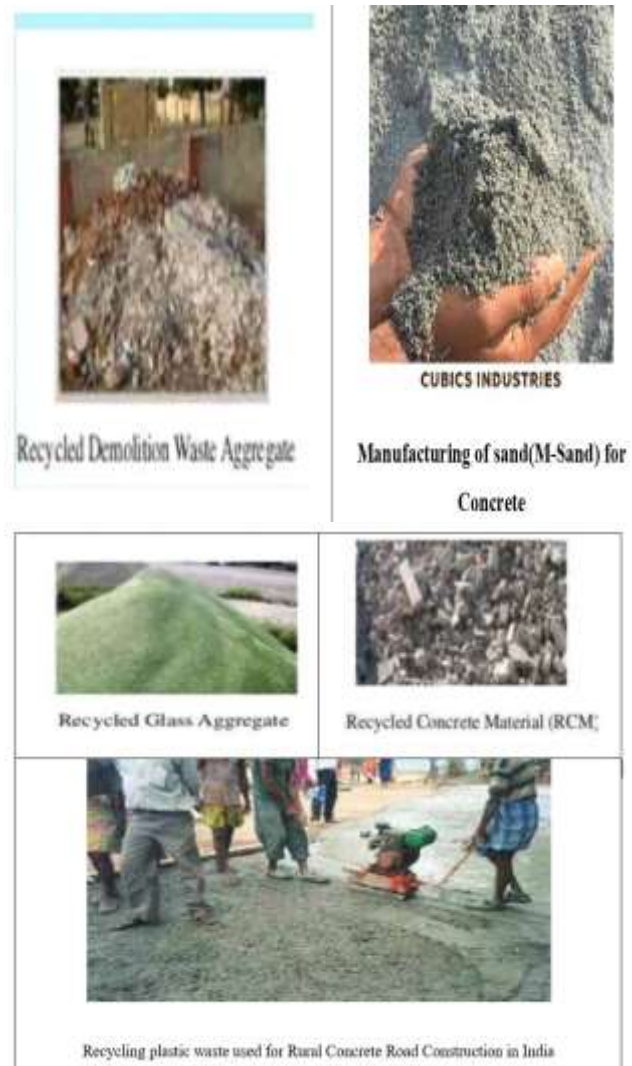 Recycled Demolition Waste Aggregate
CUBICS INDUSTRIES
Manufacturing of sand(M-Sand) for
Concrete
Recycled Glass Aggregate
Recycled Concrete Material (RCM)
Recycling plastic waste used for Rural Concrete Road Construction in India